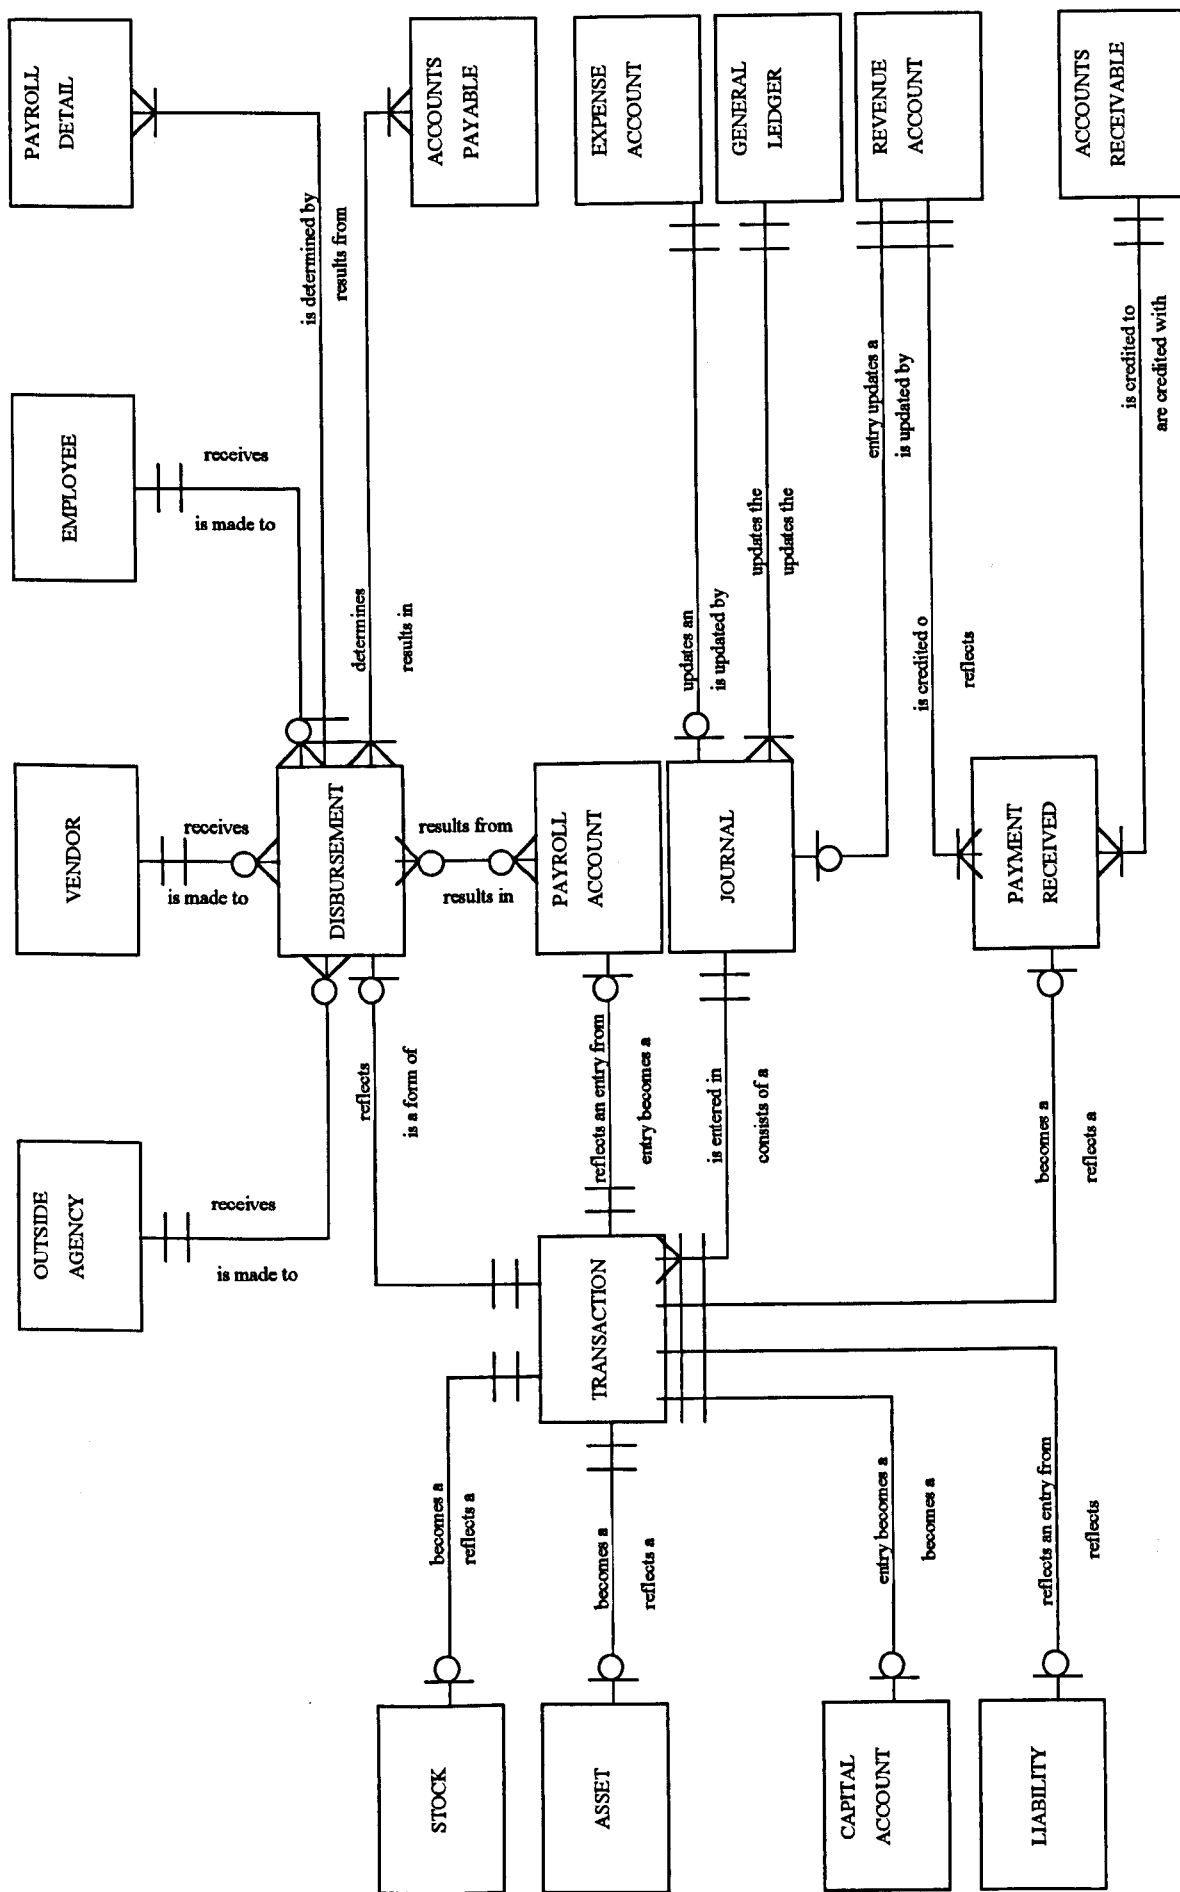 PAYROLL
DETAIL
ACCOUNTS
PAYABLE
EXPENSE
ACCOUNT
GENERAL
LEDGER
REVENUE
ACCOUNT
ACCOUNTS
RECEIVABLE
is determined by
results from
is credited to
are credited with
EMPLOYEE
receives
is made to
determines
results in
updates an
is updated by
updates the
updates the
entry updates a
is updated by
is credited o
reflects
VENDOR
receives
is made to
DISBURSEMENT
results from
results in
PAYROLL
ACCOUNT
JOURNAL
PAYMENT
RECEIVED
OUTSIDE
AGENCY
receives
is made to
reflects
is a form of
reflects an entry from
entry becomes a
is entered in
consists of a
becomes a
reflects a
TRANSACTION
becomes a
reflects a
becomes a
reflects a
entry becomes a
becomes a
reflects an entry from
reflects
STOCK
ASSET
CAPITAL
ACCOUNT
LIABILITY